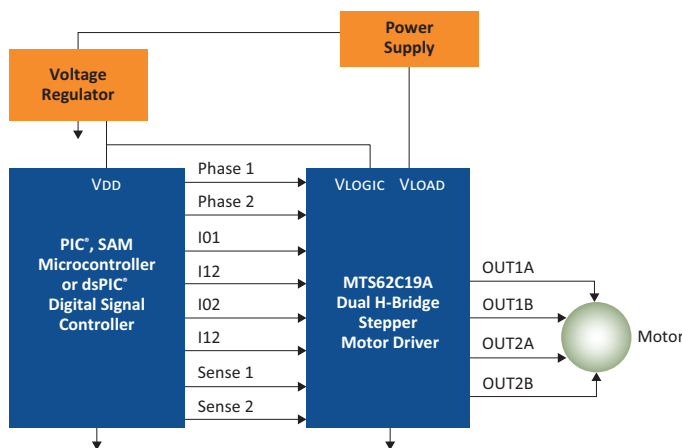 Power
Supply
Voltage
Regulator
VDD
PIC®, SAM
Microcontroller
or dsPIC®
Digital Signal
Controller
Phase 1
Phase 2
I01
I12
I02
I12
Sense 1
Sense 2
VLOGIC VLOAD
MTS62C19A
Dual H-Bridge
Stepper
Motor Driver
OUT1A
OUT1B
OUT2A
OUT2B
Motor